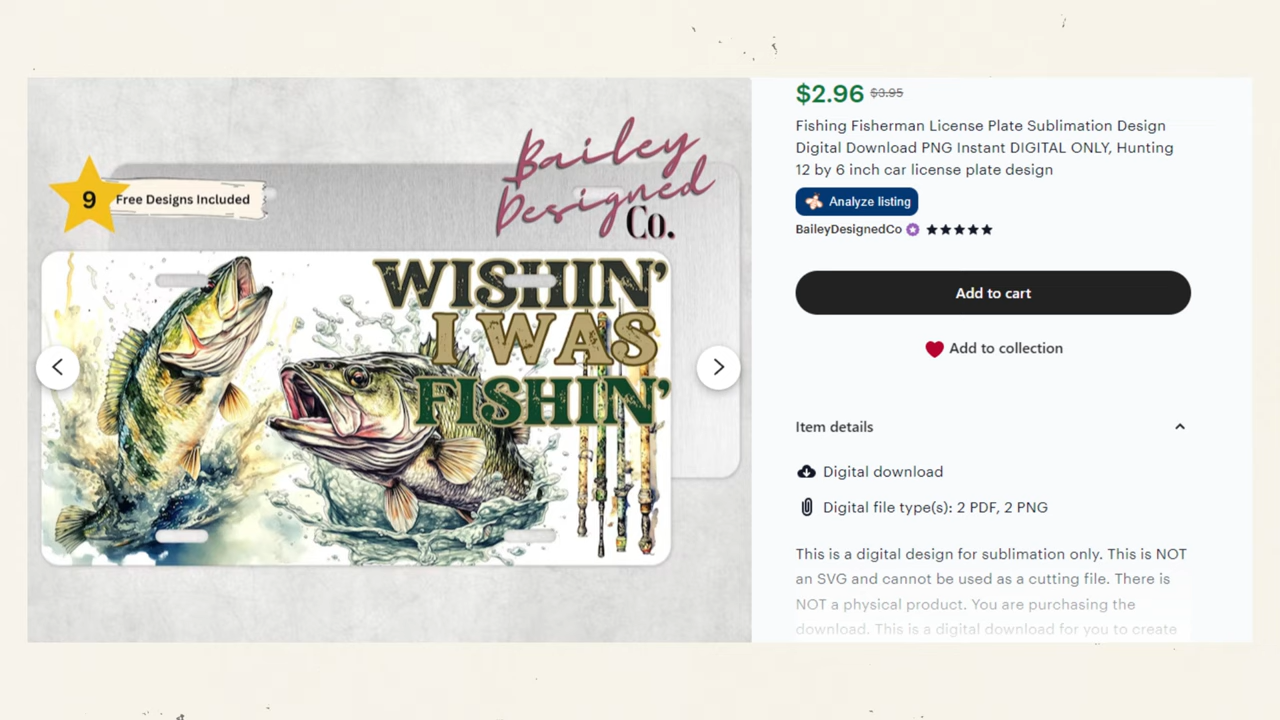 Bailey
Designed
Co.
9
Free Designs Included
WISHIN'
I WAS
FISHIN'
$2.96 $3.95
Fishing Fisherman License Plate Sublimation Design
Digital Download PNG Instant DIGITAL ONLY, Hunting
12 by 6 inch car license plate design
Analyze listing
BaileyDesignedCo
Add to cart
Add to collection
Item details
Digital download
Digital file type(s): 2 PDF, 2 PNG
This is a digital design for sublimation only. This is NOT
an SVG and cannot be used as a cutting file. There is
NOT a physical product. You are purchasing the
download. This is a digital download for you to create